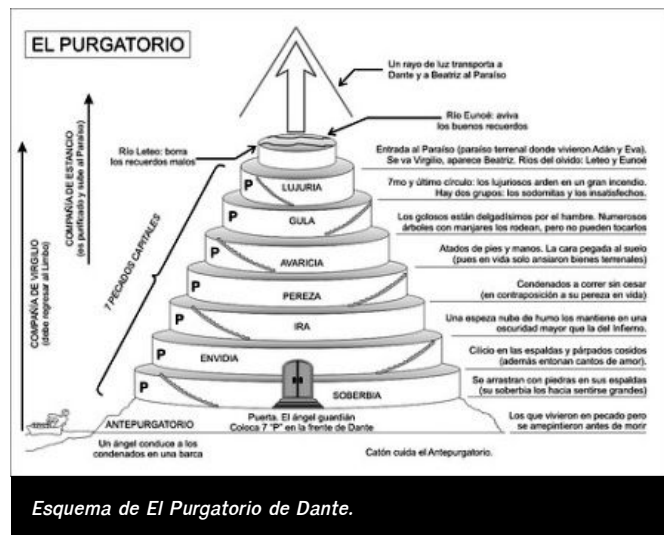 EL PURGATORIO
Un rayo de luz transporta a
Dante y a Beatriz al Paraíso
Río Eunoé: aviva
los buenos recuerdos
Río Leteo: borra
los recuerdos malos
Entrada al Paraíso (paraíso terrenal donde vivieron Adán y Eva).
Se va Virgilio, aparece Beatriz. Ríos del olvido: Leteo y Eunoé
COMPAÑÍA DE ESTANCIO
(es purificado y sube al Paraíso)
COMPAÑÍA DE VIRGILIO
(debe regresar al Limbo)
7 PECADOS CAPITALES
P
LUJURIA
7mo y último círculo: los lujuriosos arden en un gran incendio.
Hay dos grupos: los sodomitas y los insatisfechos.
P
GULA
Los golosos están delgadísimos por el hambre. Numerosos
árboles con manjares los rodean, pero no pueden tocarlos
P
AVARICIA
Atados de pies y manos. La cara pegada al suelo
(pues en vida solo ansiaron bienes terrenales)
P
PEREZA
Condenados a correr sin cesar
(en contraposición a su pereza en vida)
P
IRA
Una espeza nube de humo los mantiene en una
oscuridad mayor que la del Infierno.
P
ENVIDIA
Cilicio en las espaldas y párpados cosidos
(además entonan cantos de amor).
P
SOBERBIA
Se arrastran con piedras en sus espaldas
(su soberbia los hacía sentirse grandes)
ANTEPURGATORIO
Puerta. El ángel guardián
Coloca 7 "P" en la frente de Dante
Los que vivieron en pecado pero
se arrepintieron antes de morir
Un ángel conduce a los
condenados en una barca
Catón cuida el Antepurgatorio.
Esquema de El Purgatorio de Dante.